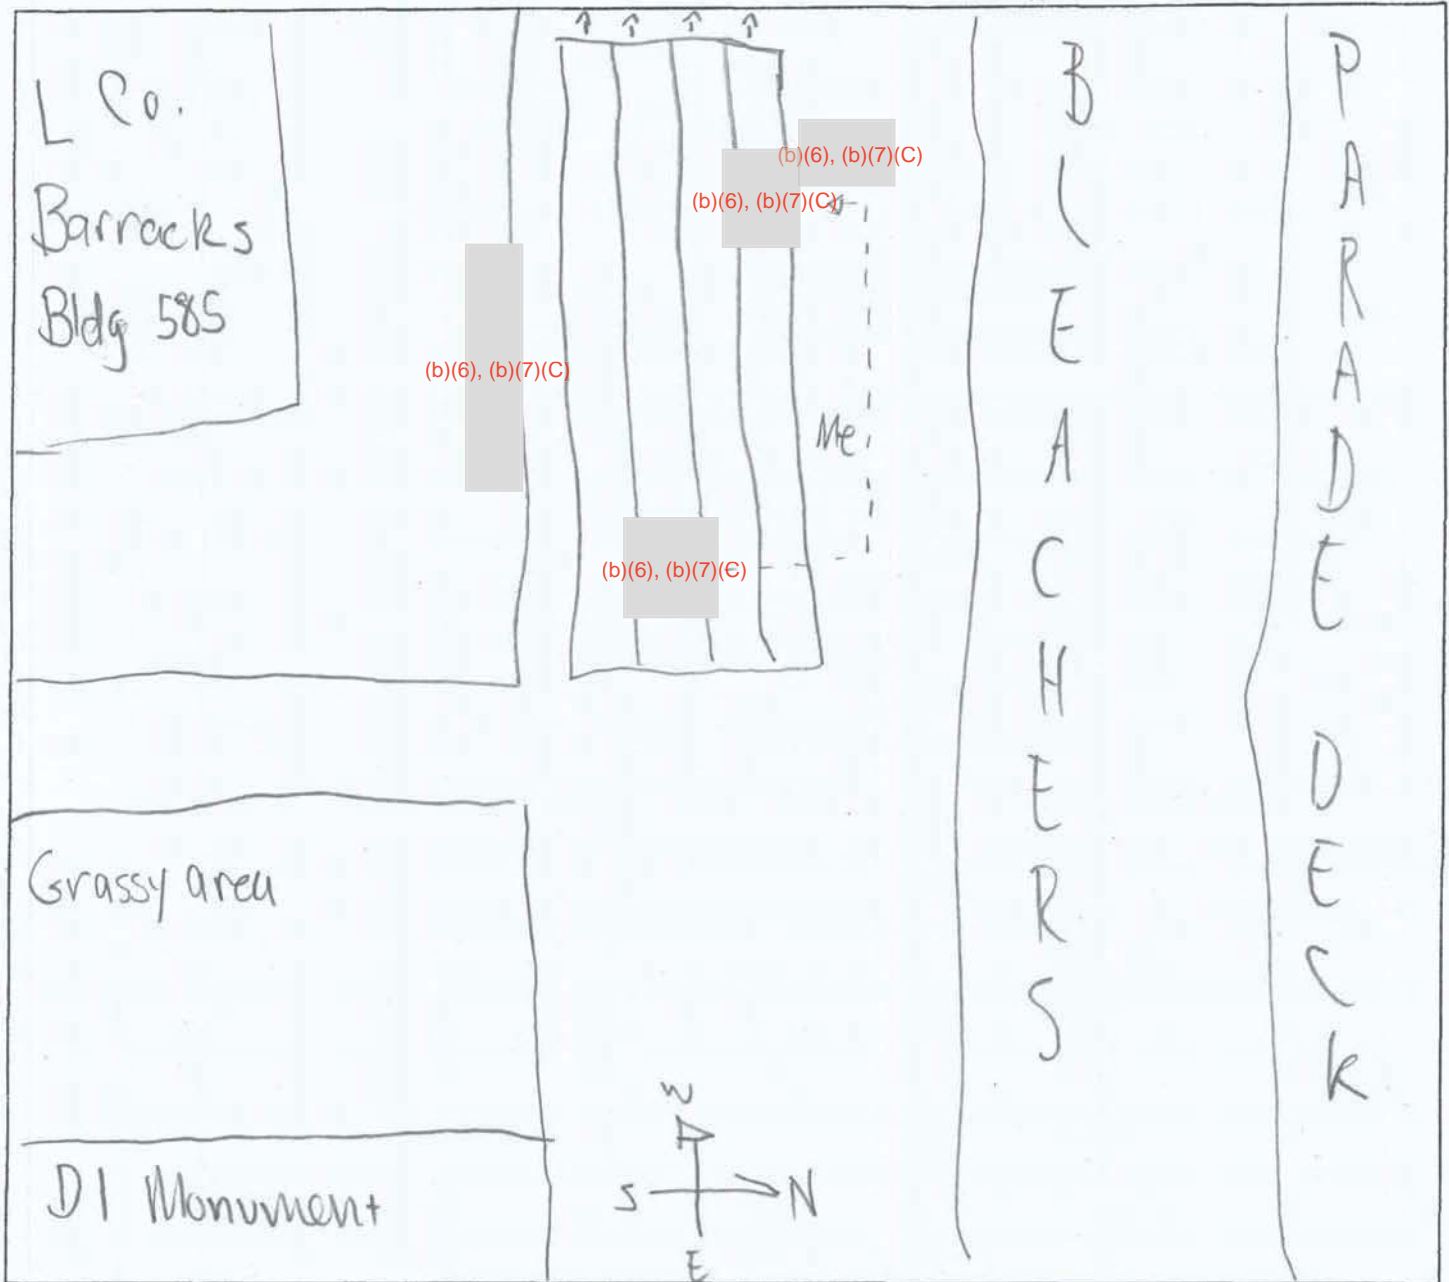 L Co.
Barracks
Bldg 585
(b)(6), (b)(7)(C)
(b)(6), (b)(7)(C)
(b)(6), (b)(7)(C)
Me
(b)(6), (b)(7)(C)
BLEACHERS
PARADE DECK
Grassy area
DI Monument
W
S
N
E